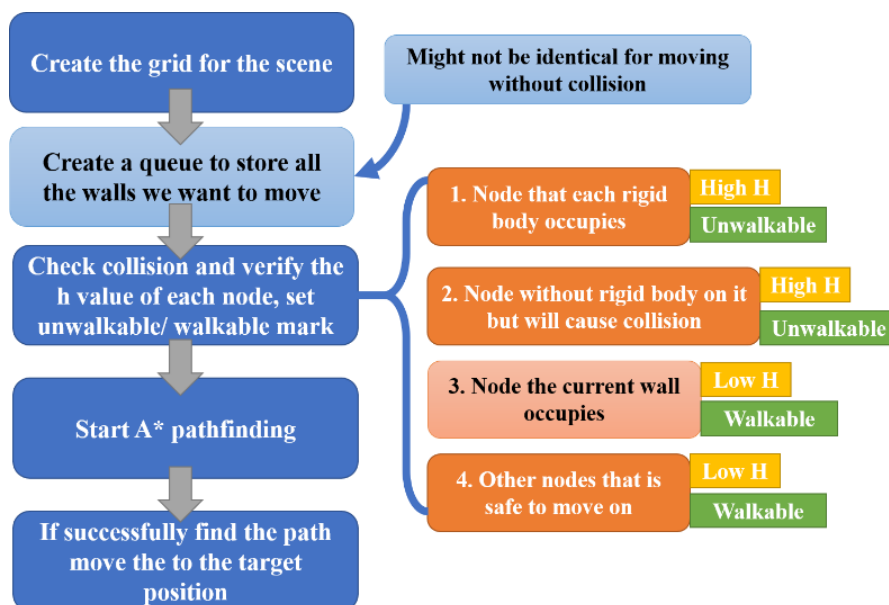 Create the grid for the scene
Might not be identical for moving
without collision
Create a queue to store all
the walls we want to move
Check collision and verify the
h value of each node, set
unwalkable/ walkable mark
Start A* pathfinding
If successfully find the path
move the to the target
position
1. Node that each rigid
body occupies
High H
Unwalkable
2. Node without rigid body on it
but will cause collision
High H
Unwalkable
3. Node the current wall
occupies
Low H
Walkable
4. Other nodes that is
safe to move on
Low H
Walkable